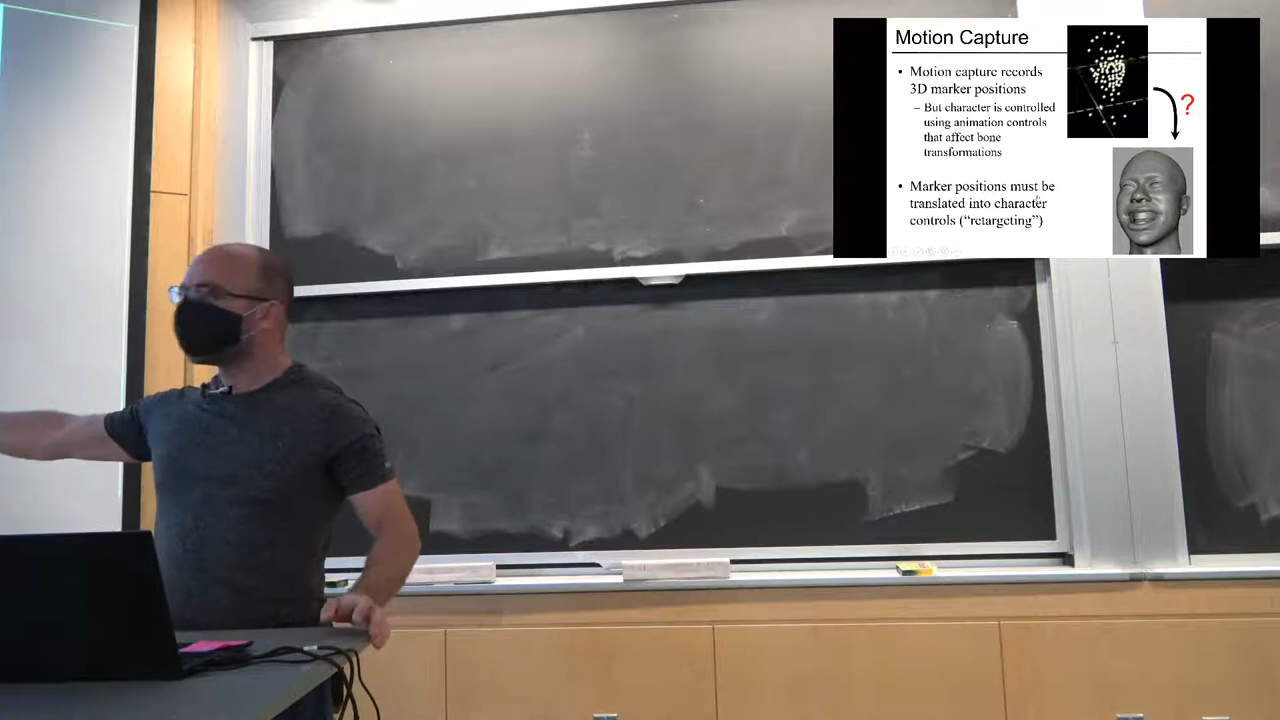 Motion Capture
• Motion capture records
3D marker positions
– But character is controlled
using animation controls
that affect bone
transformations
• Marker positions must be
translated into character
controls (“retargeting”)
?